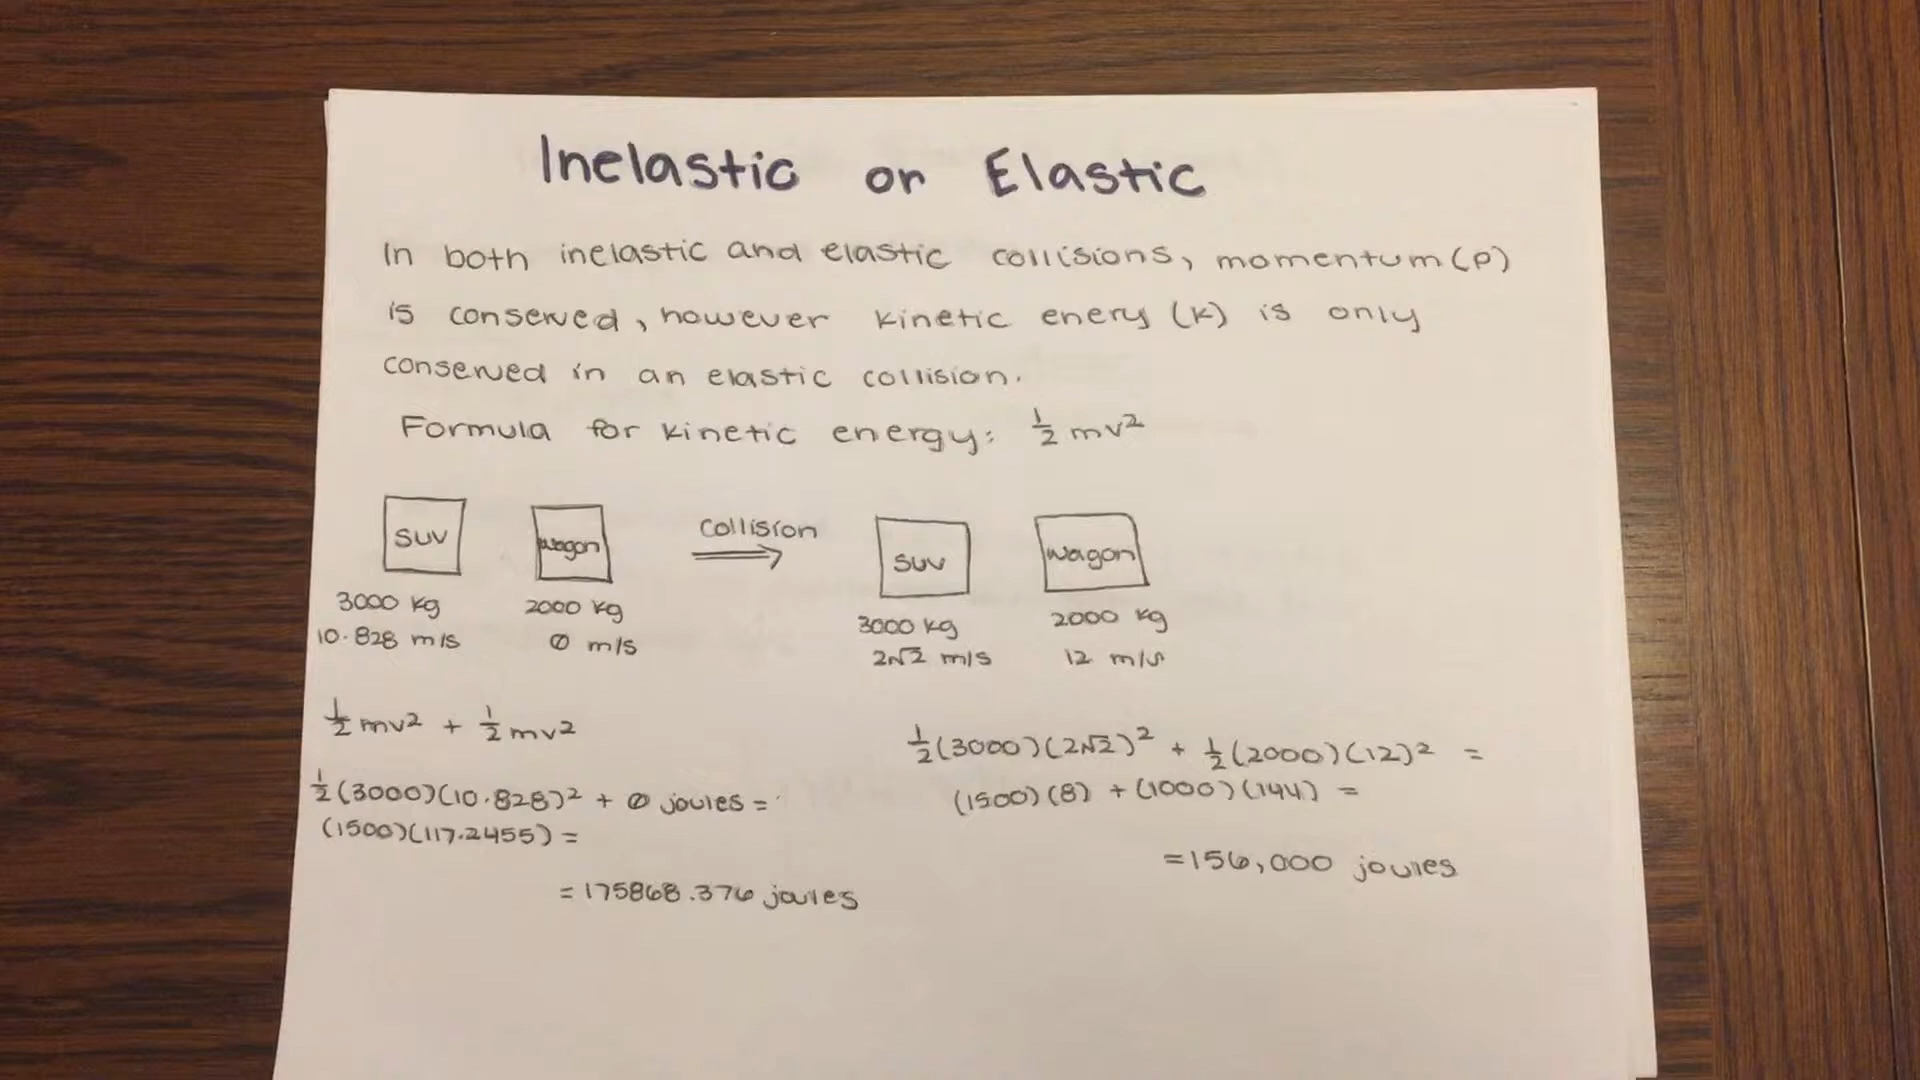 Inelastic or Elastic
In both inelastic and elastic collisions, momentum (p)
is conserved, however kinetic enery (K) is only
conserved in an elastic collision.
Formula for kinetic energy: ½ mv²
SUV
wagon
collision
SUV
wagon
3000 kg
2000 kg
3000 kg
2000 kg
10.828 m/s
0 m/s
2√2 m/s
12 m/s
½ mv² + ½ mv²
½ (3000)(10.828)² + 0 joules =
(1500)(117.2455) =
= 175868.376 joules
½ (3000)(2√2)² + ½ (2000)(12)² =
(1500)(8) + (1000)(144) =
= 156,000 joules